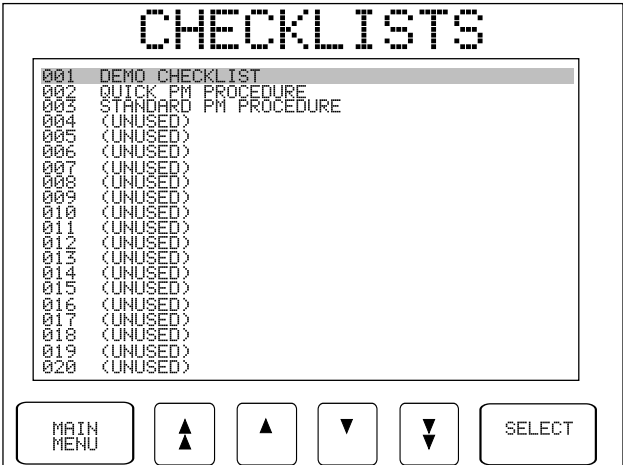 CHECKLISTS
001 DEMO CHECKLIST
002 QUICK PM PROCEDURE
003 STANDARD PM PROCEDURE
004 (UNUSED)
005 (UNUSED)
006 (UNUSED)
007 (UNUSED)
008 (UNUSED)
009 (UNUSED)
010 (UNUSED)
011 (UNUSED)
012 (UNUSED)
013 (UNUSED)
014 (UNUSED)
015 (UNUSED)
016 (UNUSED)
017 (UNUSED)
018 (UNUSED)
019 (UNUSED)
020 (UNUSED)
MAIN
MENU
SELECT